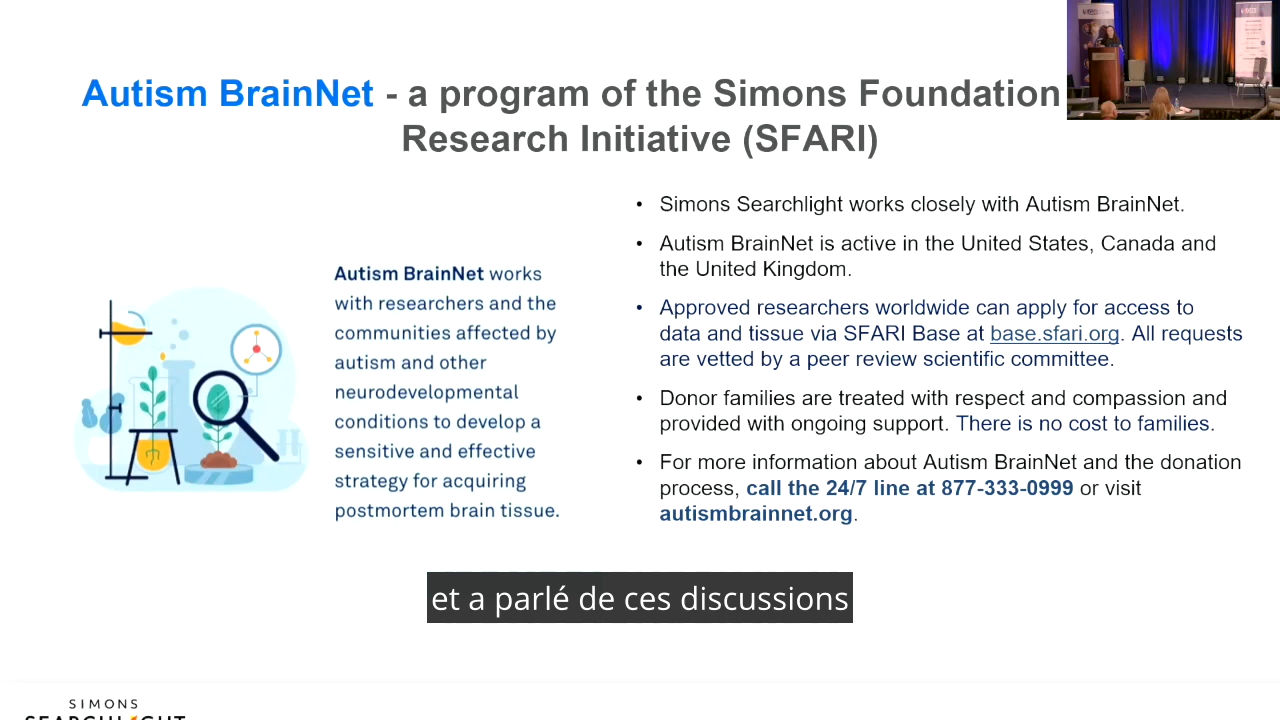 Autism BrainNet - a program of the Simons Foundation
Research Initiative (SFARI)
• Simons Searchlight works closely with Autism BrainNet.
• Autism BrainNet is active in the United States, Canada and
the United Kingdom.
• Approved researchers worldwide can apply for access to
data and tissue via SFARI Base at base.sfari.org. All requests
are vetted by a peer review scientific committee.
• Donor families are treated with respect and compassion and
provided with ongoing support. There is no cost to families.
• For more information about Autism BrainNet and the donation
process, call the 24/7 line at 877-333-0999 or visit
autismbrainnet.org.
Autism BrainNet works
with researchers and the
communities affected by
autism and other
neurodevelopmental
conditions to develop a
sensitive and effective
strategy for acquiring
postmortem brain tissue.
et a parlé de ces discussions
SIMONS
SEARCHLIGHT